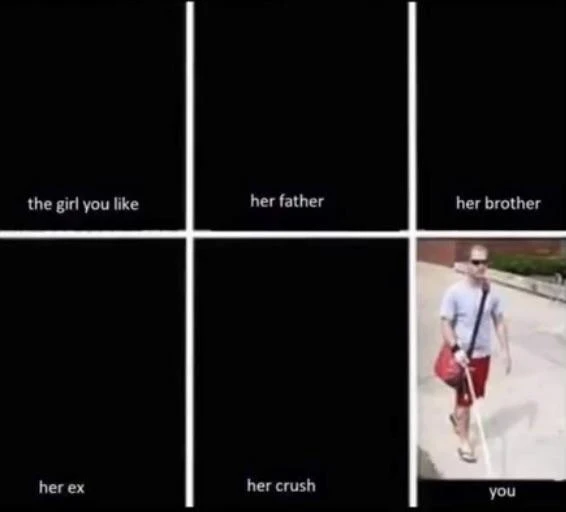 the girl you like
her father
her brother
her ex
her crush
you